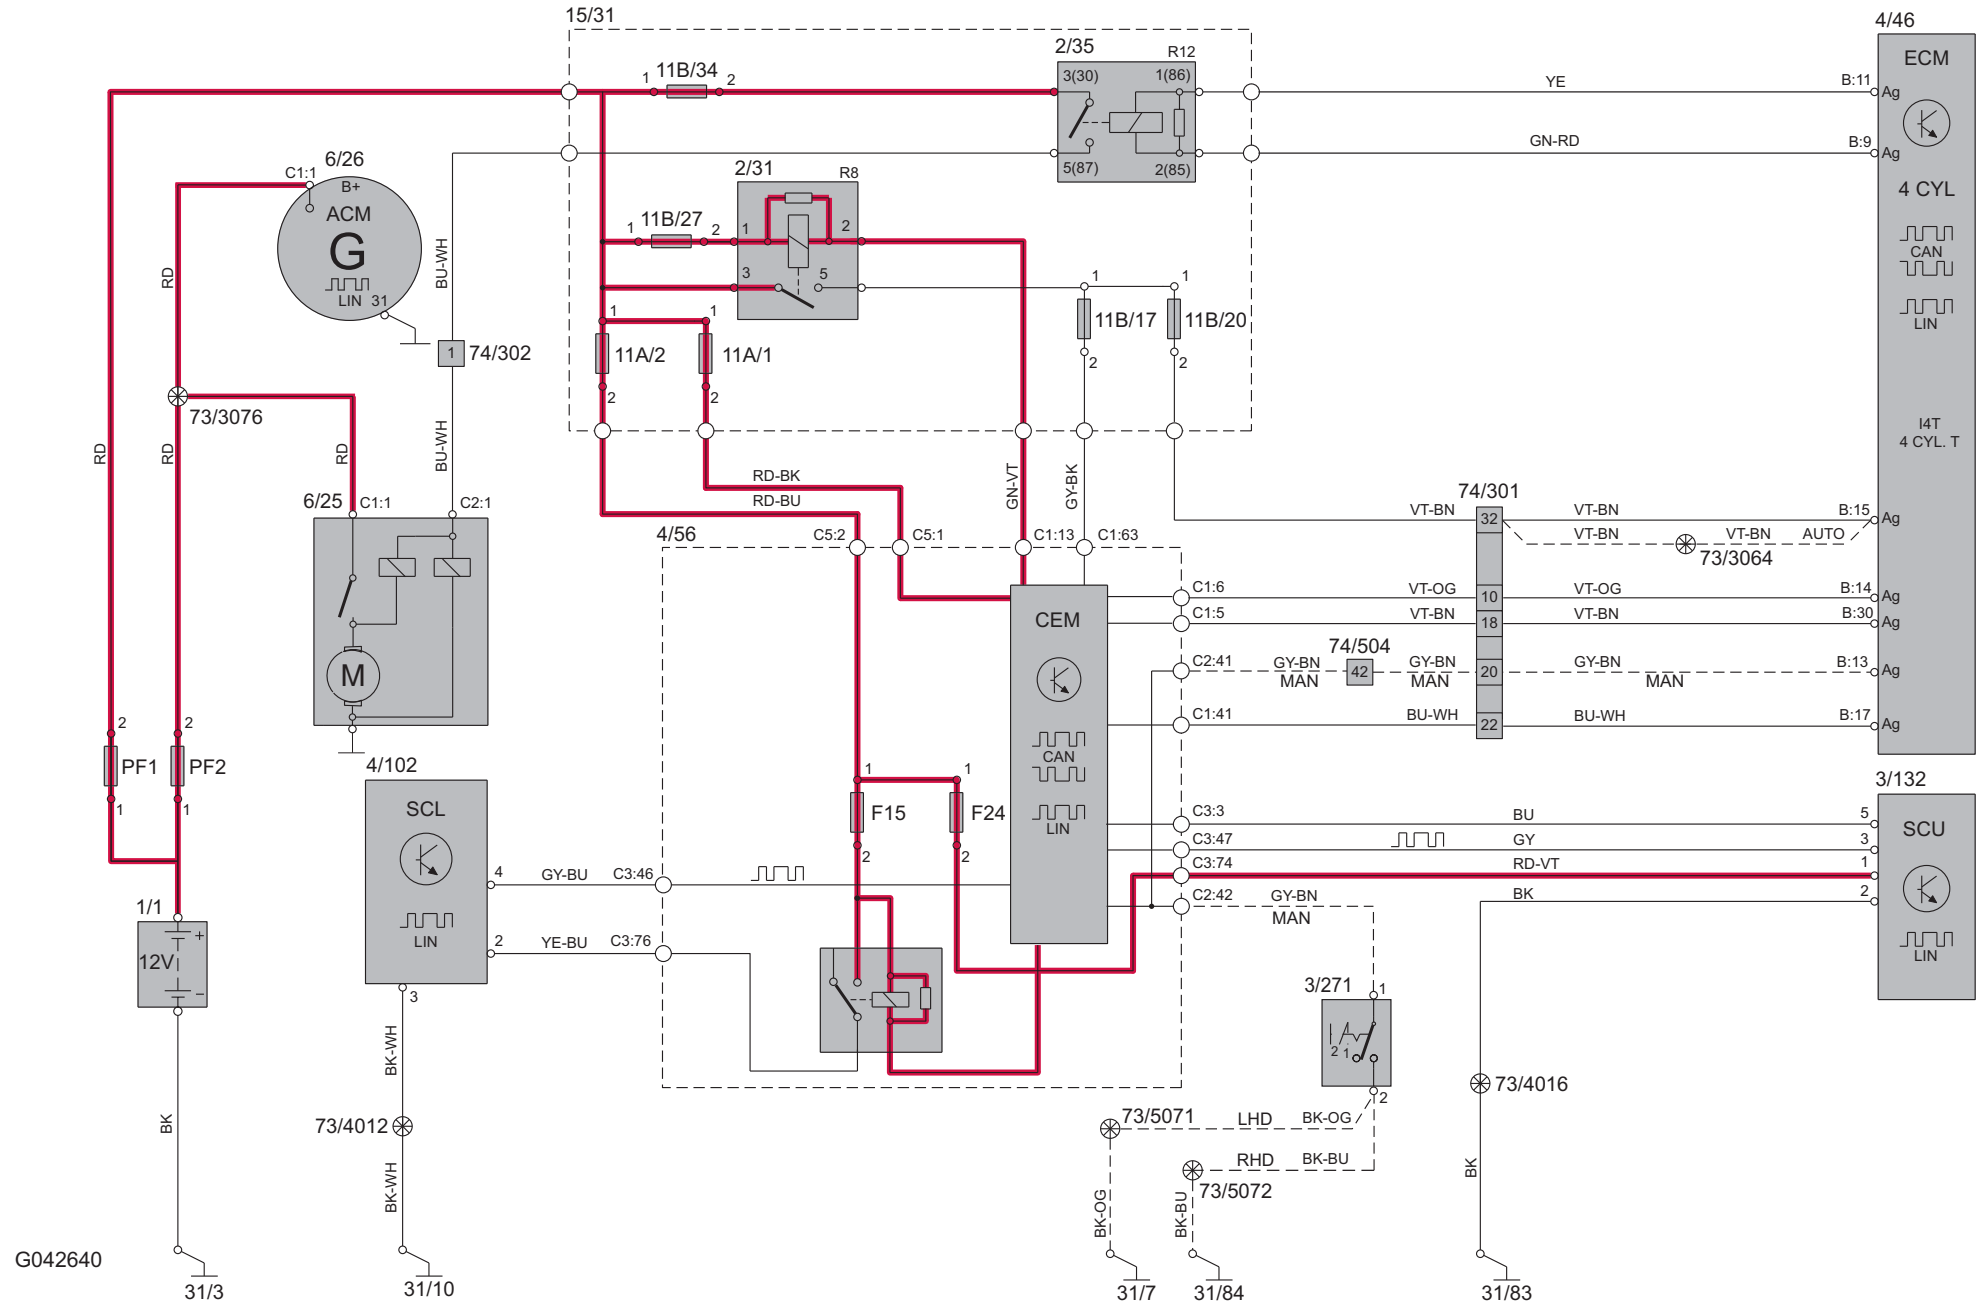 15/31
4/46
2/35
R12
ECM
1
11B/34
2
3(30)
1(86)
YE
B:11
Ag
GN-RD
B:9
Ag
5(87)
2(85)
6/26
C1:1
B+
ACM
G
LIN
31
2/31
R8
4 CYL
CAN
LIN
RD
BU-WH
1
11B/27
2
1
2
3
5
1
1
11B/17
11B/20
2
2
1
1
11A/2
11A/1
2
2
1
74/302
I4T
4 CYL. T
73/3076
RD
RD
RD
BU-WH
RD-BK
RD-BU
GN-VT
GY-BK
6/25
C1:1
C2:1
M
74/301
VT-BN
32
VT-BN
B:15
Ag
VT-BN
VT-BN
AUTO
73/3064
4/56
C5:2
C5:1
C1:13
C1:63
C1:6
VT-OG
10
VT-OG
B:14
Ag
C1:5
VT-BN
18
VT-BN
B:30
Ag
CEM
74/504
C2:41
GY-BN
MAN
42
GY-BN
MAN
20
GY-BN
MAN
B:13
Ag
C1:41
BU-WH
22
BU-WH
B:17
Ag
CAN
LIN
2
2
PF1
PF2
1
1
4/102
SCL
LIN
1
1
F15
F24
2
2
3/132
SCU
LIN
C3:3
BU
5
C3:47
GY
3
C3:74
RD-VT
1
BK
2
C2:42
GY-BN
MAN
4
GY-BU
C3:46
2
YE-BU
C3:76
3
1/1
+
12V
−
3/271
1
2
1
2
BK-WH
73/4012
BK-WH
BK
73/4016
BK
73/5071
LHD
BK-OG
RHD
BK-BU
73/5072
BK-OG
BK-BU
G042640
31/3
31/10
31/7
31/84
31/83